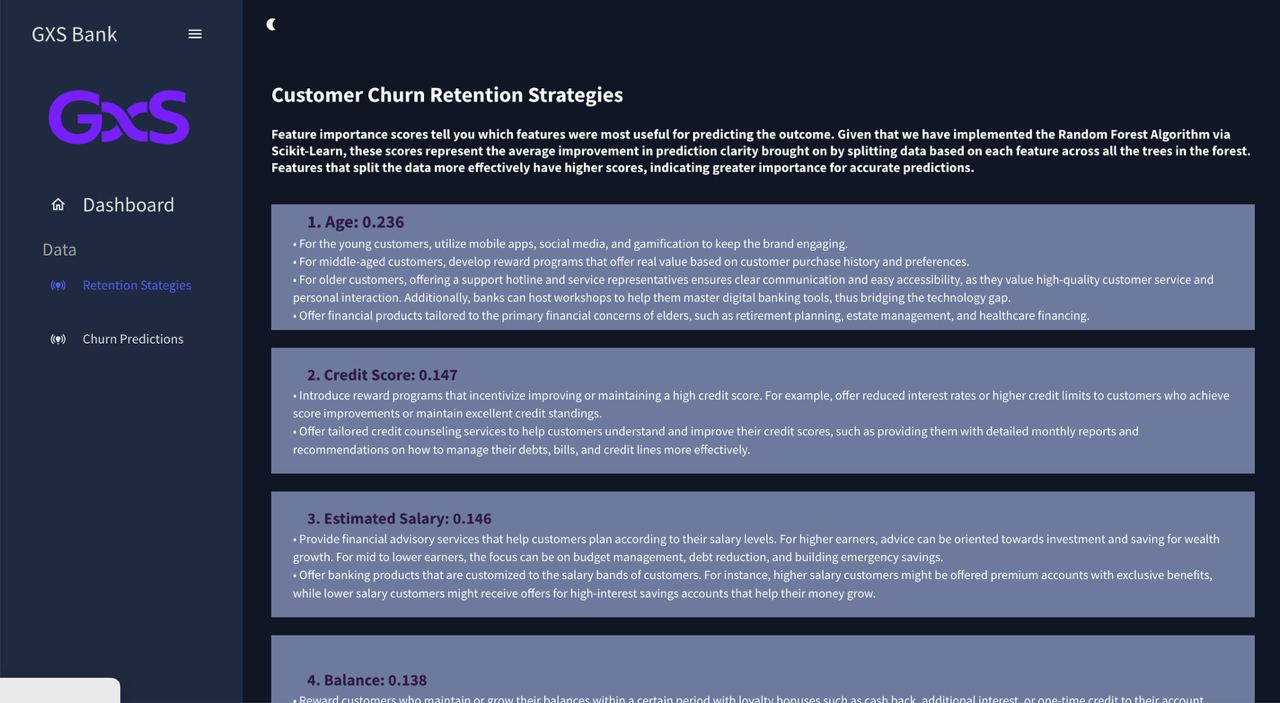 GXS Bank
GXS
Dashboard
Data
Retention Stategies
Churn Predictions
Customer Churn Retention Strategies
Feature importance scores tell you which features were most useful for predicting the outcome. Given that we have implemented the Random Forest Algorithm via
Scikit-Learn, these scores represent the average improvement in prediction clarity brought on by splitting data based on each feature across all the trees in the forest.
Features that split the data more effectively have higher scores, indicating greater importance for accurate predictions.
1. Age: 0.236
• For the young customers, utilize mobile apps, social media, and gamification to keep the brand engaging.
• For middle-aged customers, develop reward programs that offer real value based on customer purchase history and preferences.
• For older customers, offering a support hotline and service representatives ensures clear communication and easy accessibility, as they value high-quality customer service and
personal interaction. Additionally, banks can host workshops to help them master digital banking tools, thus bridging the technology gap.
• Offer financial products tailored to the primary financial concerns of elders, such as retirement planning, estate management, and healthcare financing.
2. Credit Score: 0.147
• Introduce reward programs that incentivize improving or maintaining a high credit score. For example, offer reduced interest rates or higher credit limits to customers who achieve
score improvements or maintain excellent credit standings.
• Offer tailored credit counseling services to help customers understand and improve their credit scores, such as providing them with detailed monthly reports and
recommendations on how to manage their debts, bills, and credit lines more effectively.
3. Estimated Salary: 0.146
• Provide financial advisory services that help customers plan according to their salary levels. For higher earners, advice can be oriented towards investment and saving for wealth
growth. For mid to lower earners, the focus can be on budget management, debt reduction, and building emergency savings.
• Offer banking products that are customized to the salary bands of customers. For instance, higher salary customers might be offered premium accounts with exclusive benefits,
while lower salary customers might receive offers for high-interest savings accounts that help their money grow.
4. Balance: 0.138
• Reward customers who maintain or grow their balances within a certain period with loyalty bonuses such as cash back, additional interest, or one-time credit to their account